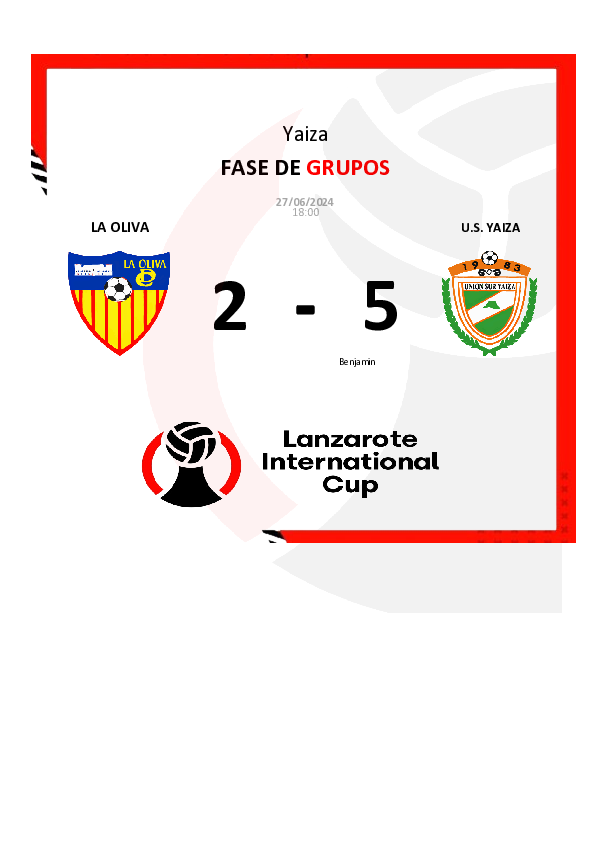 Yaiza
FASE DE GRUPOS
27/06/2024
18:00
LA OLIVA
U.S. YAIZA
LA OLIVA
1983
UNION SUR YAIZA
2 - 5
Benjamin
Lanzarote
International
Cup